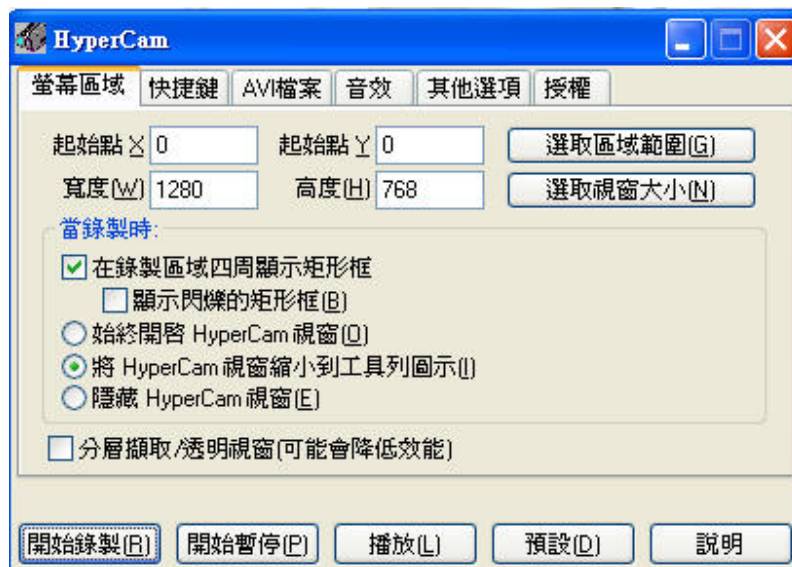 HyperCam
螢幕區域 快捷鍵 AVI檔案 音效 其他選項 授權
起始點 X 0 起始點 Y 0 選取區域範圍(G)
寬度(W) 1280 高度(H) 768 選取視窗大小(N)
當錄製時:
在錄製區域四周顯示矩形框
顯示閃爍的矩形框(B)
始終開啓 HyperCam 視窗(O)
將 HyperCam 視窗縮小到工具列圖示(I)
隱藏 HyperCam 視窗(E)
分層擷取/透明視窗(可能會降低效能)
開始錄製(R) 開始暫停(P) 播放(L) 預設(D) 說明